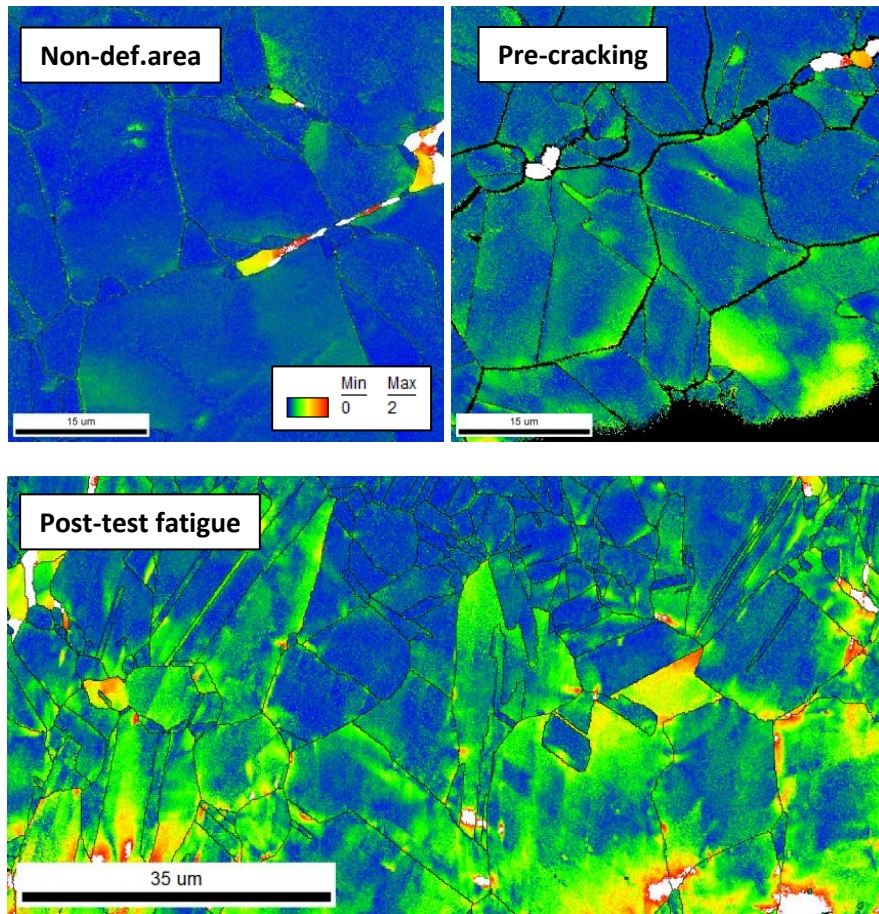 Non-def.area
Pre-cracking
Min Max
0 2
15 um
15 um
Post-test fatigue
35 um